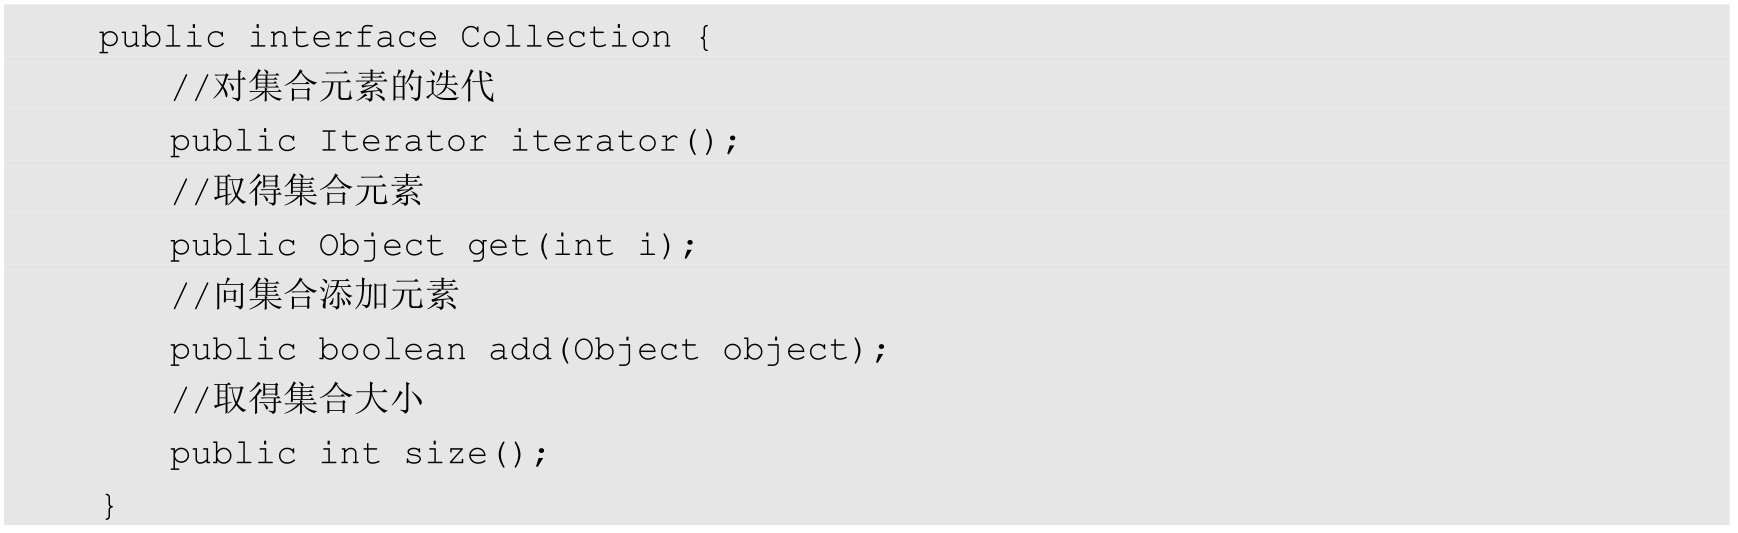 public interface Collection {
//对集合元素的迭代
public Iterator iterator();
//取得集合元素
public Object get(int i);
//向集合添加元素
public boolean add(Object object);
//取得集合大小
public int size();
}